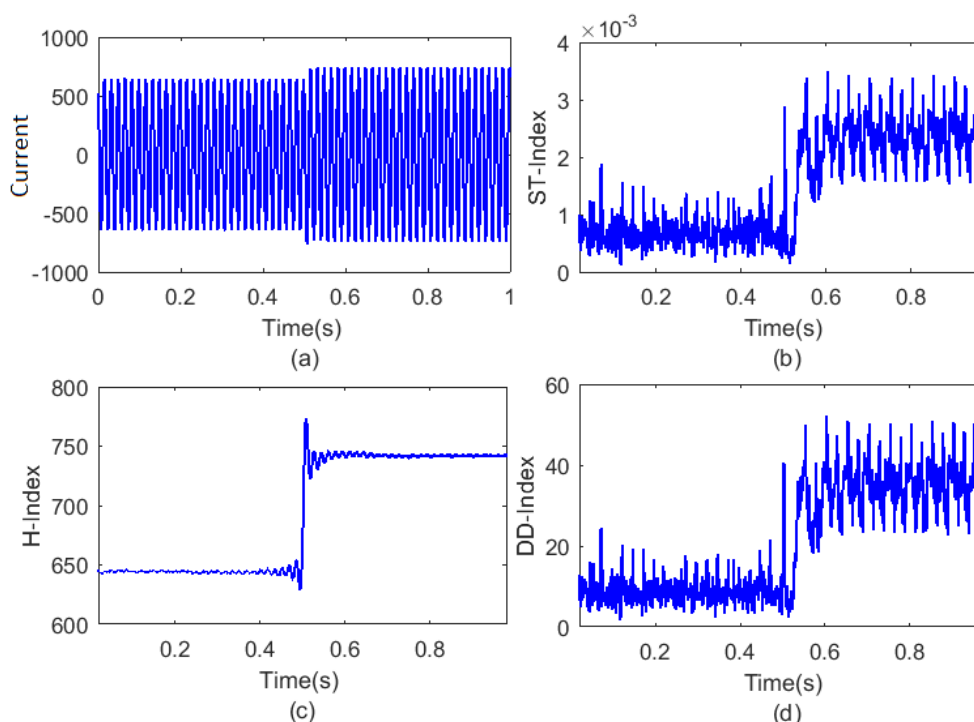 × 10⁻³
1000
500
0
-500
-1000
Current
0 0.2 0.4 0.6 0.8 1
Time(s)
(a)
4
3
2
1
0
ST-Index
0.2 0.4 0.6 0.8
Time(s)
(b)
800
750
700
650
600
H-Index
0.2 0.4 0.6 0.8
Time(s)
(c)
60
40
20
0
DD-Index
0.2 0.4 0.6 0.8
Time(s)
(d)